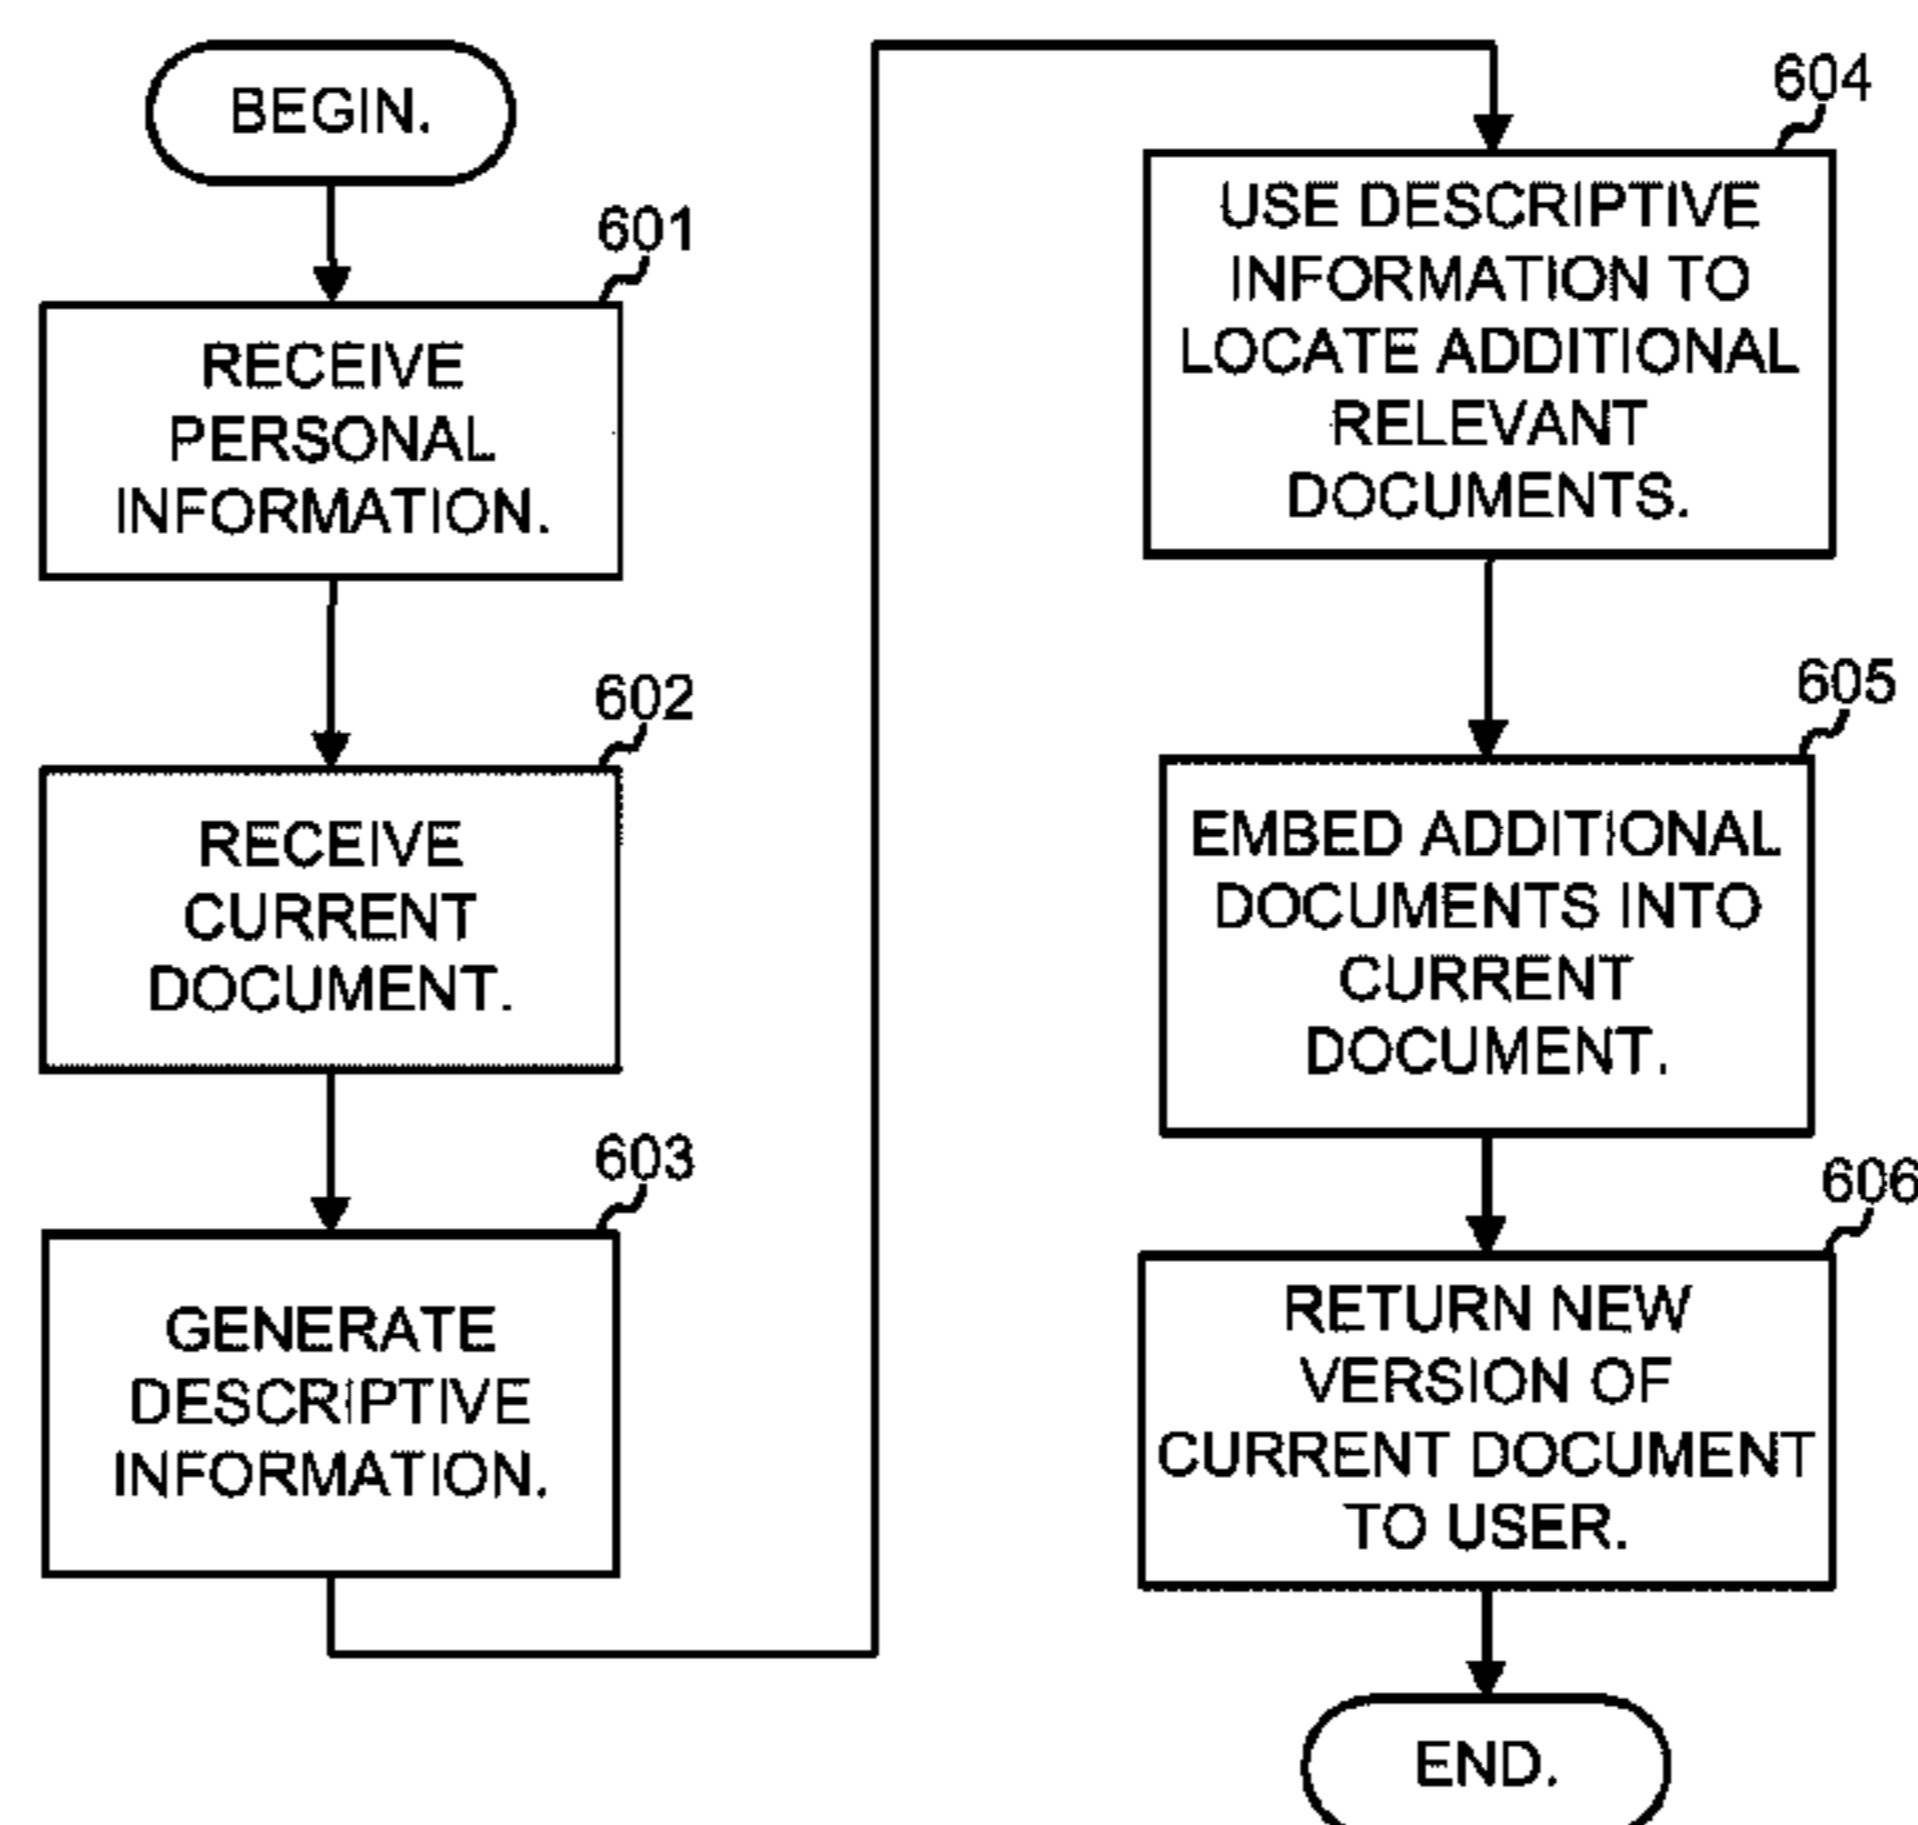 BEGIN.
601
RECEIVE
PERSONAL
INFORMATION.
602
RECEIVE
CURRENT
DOCUMENT.
603
GENERATE
DESCRIPTIVE
INFORMATION.
604
USE DESCRIPTIVE
INFORMATION TO
LOCATE ADDITIONAL
RELEVANT
DOCUMENTS.
605
EMBED ADDITIONAL
DOCUMENTS INTO
CURRENT
DOCUMENT.
606
RETURN NEW
VERSION OF
CURRENT DOCUMENT
TO USER.
END.